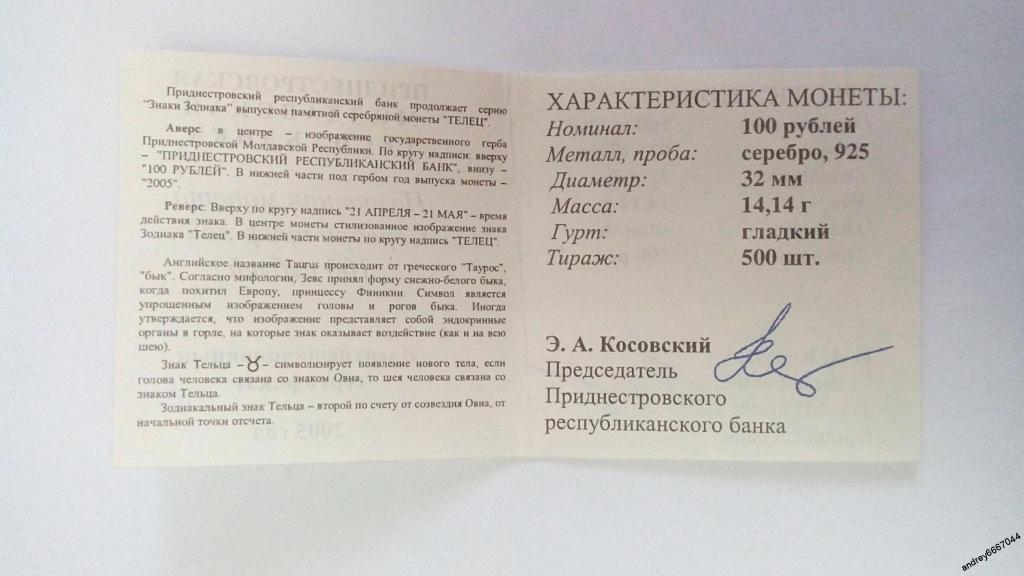 Приднестровский республиканский банк продолжает серию
"Знаки Зодиака" выпуском памятной серебряной монеты "ТЕЛЕЦ".
Аверс: в центре – изображение государственного герба
Приднестровской Молдавской Республики. По кругу надписи: вверху
– "ПРИДНЕСТРОВСКИЙ РЕСПУБЛИКАНСКИЙ БАНК", внизу –
"100 РУБЛЕЙ". В нижней части под гербом год выпуска монеты –
"2005".
Реверс: Вверху по кругу надпись "21 АПРЕЛЯ – 21 МАЯ" – время
действия знака. В центре монеты стилизованное изображение знака
Зодиака "Телец". В нижней части монеты по кругу надпись "ТЕЛЕЦ".
Английское название Taurus происходит от греческого "Таурос",
"бык". Согласно мифологии, Зевс принял форму снежно-белого быка,
когда похитил Европу, принцессу Финикии. Символ является
упрошенным изображением головы и рогов быка. Иногда
утверждается, что изображение представляет собой эндокринные
органы в горле, на которые знак оказывает воздействие (как и на всю
шею).
Знак Тельца – ♉ – символизирует появление нового тела, если
голова человека связана со знаком Овна, то шея человека связана со
знаком Тельца.
Зодиакальный знак Тельца – второй по счету от созвездия Овна, от
начальной точки отсчета.
ХАРАКТЕРИСТИКА МОНЕТЫ:
Номинал: 100 рублей
Металл, проба: серебро, 925
Диаметр: 32 мм
Масса: 14,14 г
Гурт: гладкий
Тираж: 500 шт.
Э. А. Косовский
Председатель
Приднестровского
республиканского банка
andrey6667044